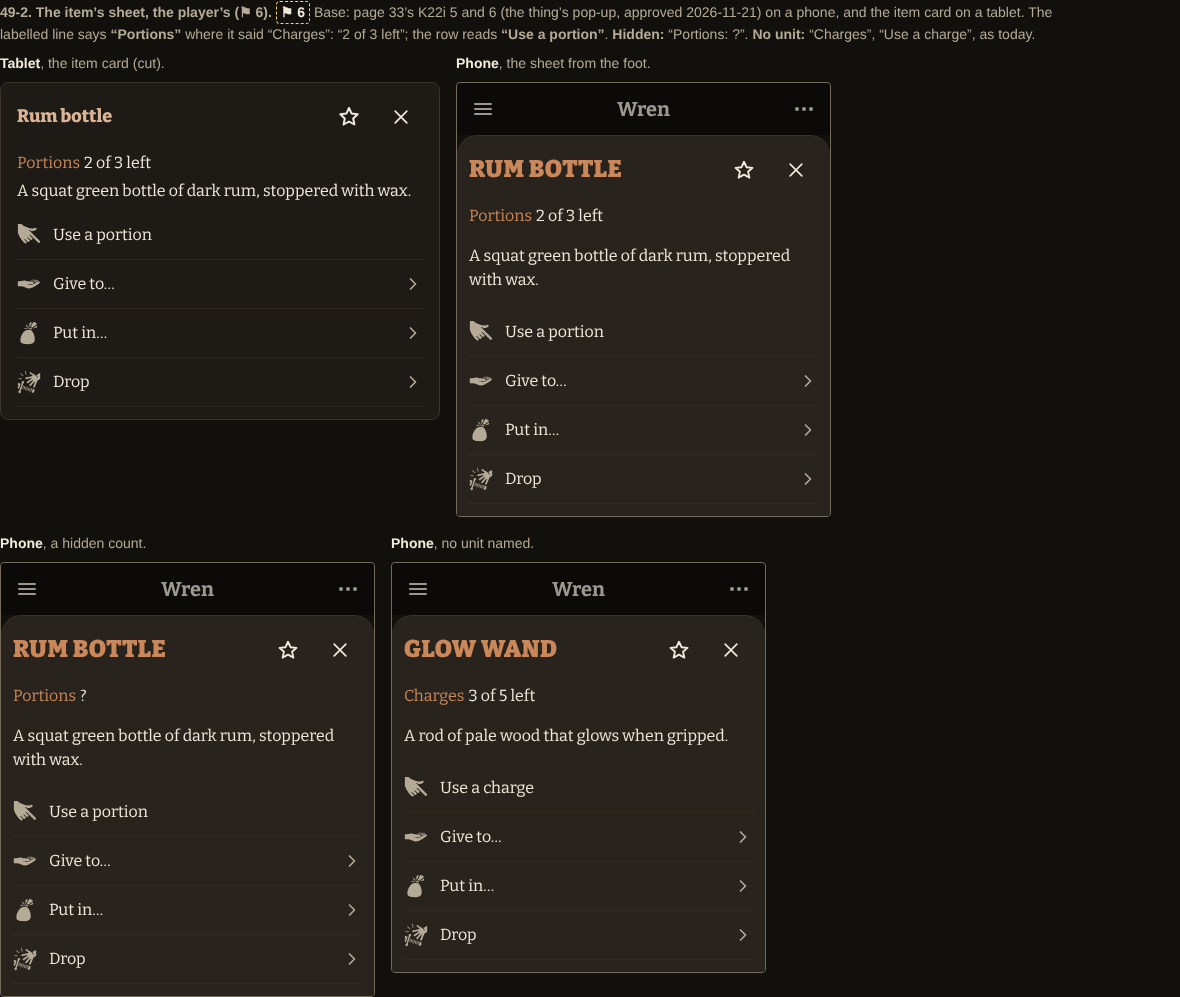 49-2. The item's sheet, the player's (⚑ 6). ⚑ 6 Base: page 33's K22i 5 and 6 (the thing's pop-up, approved 2026-11-21) on a phone, and the item card on a tablet. The
labelled line says “Portions” where it said “Charges”: “2 of 3 left”; the row reads “Use a portion”. Hidden: “Portions: ?”. No unit: “Charges”, “Use a charge”, as today.
Tablet, the item card (cut).
Rum bottle
Portions 2 of 3 left
A squat green bottle of dark rum, stoppered with wax.
Use a portion
Give to...
Put in...
Drop
Phone, the sheet from the foot.
Wren
RUM BOTTLE
Portions 2 of 3 left
A squat green bottle of dark rum, stoppered
with wax.
Use a portion
Give to...
Put in...
Drop
Phone, a hidden count.
Wren
RUM BOTTLE
Portions ?
A squat green bottle of dark rum, stoppered
with wax.
Use a portion
Give to...
Put in...
Drop
Phone, no unit named.
Wren
GLOW WAND
Charges 3 of 5 left
A rod of pale wood that glows when gripped.
Use a charge
Give to...
Put in...
Drop